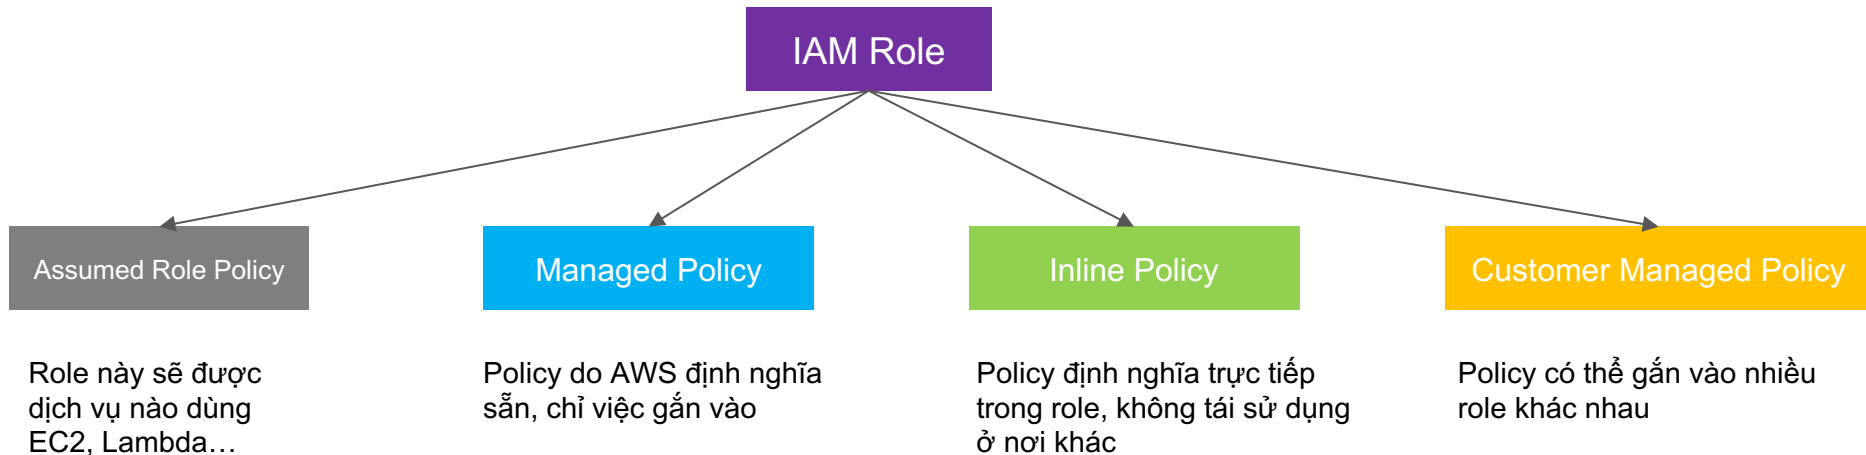 IAM Role
Assumed Role Policy
Managed Policy
Inline Policy
Customer Managed Policy
Role này sẽ được
dịch vụ nào dùng
EC2, Lambda…
Policy do AWS định nghĩa
sẵn, chỉ việc gắn vào
Policy định nghĩa trực tiếp
trong role, không tái sử dụng
ở nơi khác
Policy có thể gắn vào nhiều
role khác nhau